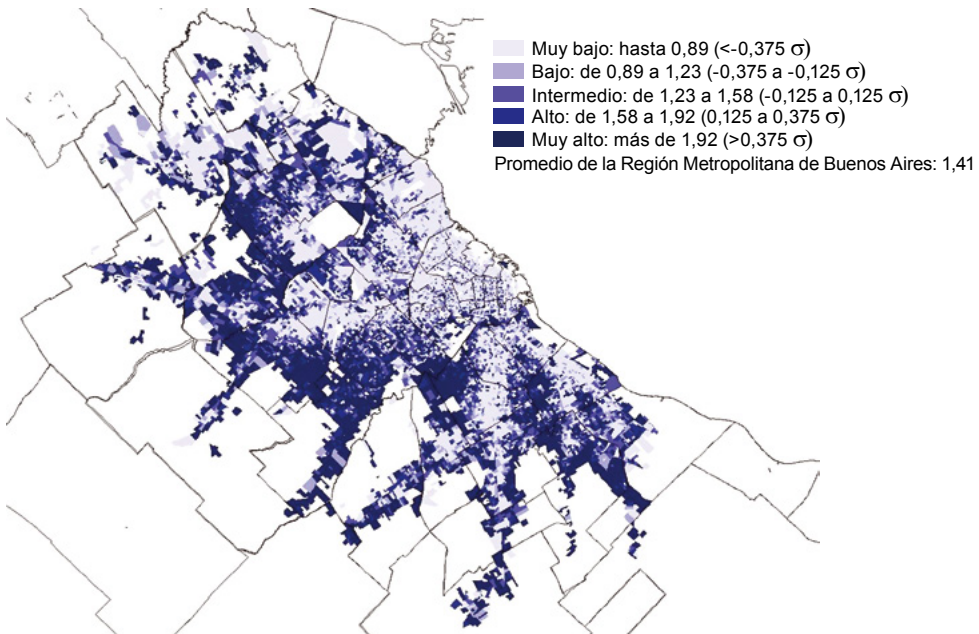 Muy bajo: hasta 0,89 (<-0,375 σ)
Bajo: de 0,89 a 1,23 (-0,375 a -0,125 σ)
Intermedio: de 1,23 a 1,58 (-0,125 a 0,125 σ)
Alto: de 1,58 a 1,92 (0,125 a 0,375 σ)
Muy alto: más de 1,92 (>0,375 σ)
Promedio de la Región Metropolitana de Buenos Aires: 1,41